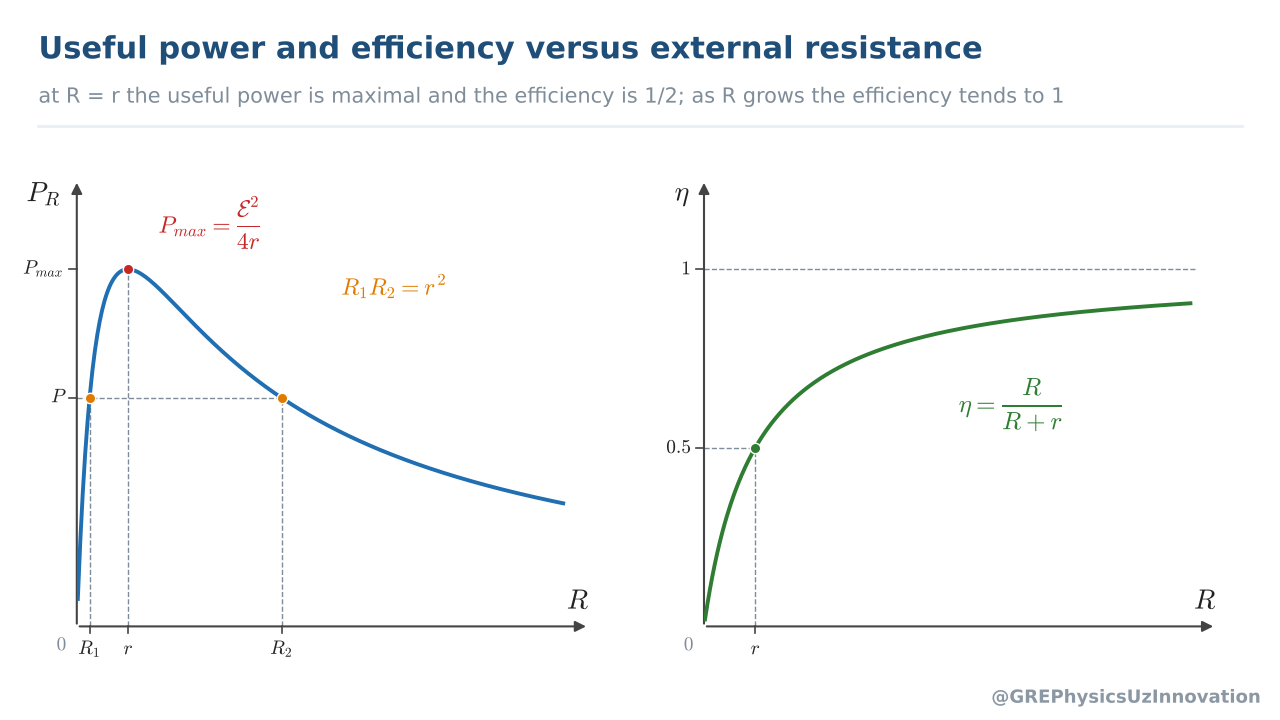 Useful power and efficiency versus external resistance
at R = r the useful power is maximal and the efficiency is 1/2; as R grows the efficiency tends to 1
P_R
P_max = ℰ²/4r
P_max
R₁R₂ = r²
P
R
0 R₁ r R₂
η
1
η = R/(R + r)
0.5
R
0 r
@GREPhysicsUzInnovation